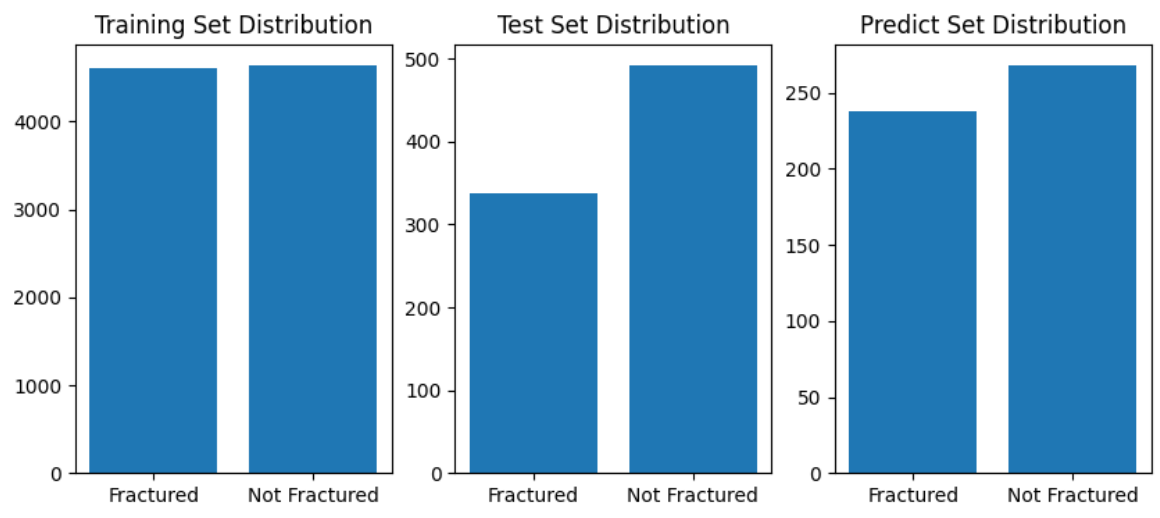 Training Set Distribution
4000
3000
2000
1000
0
Fractured
Not Fractured
Test Set Distribution
500
400
300
200
100
0
Fractured
Not Fractured
Predict Set Distribution
250
200
150
100
50
0
Fractured
Not Fractured